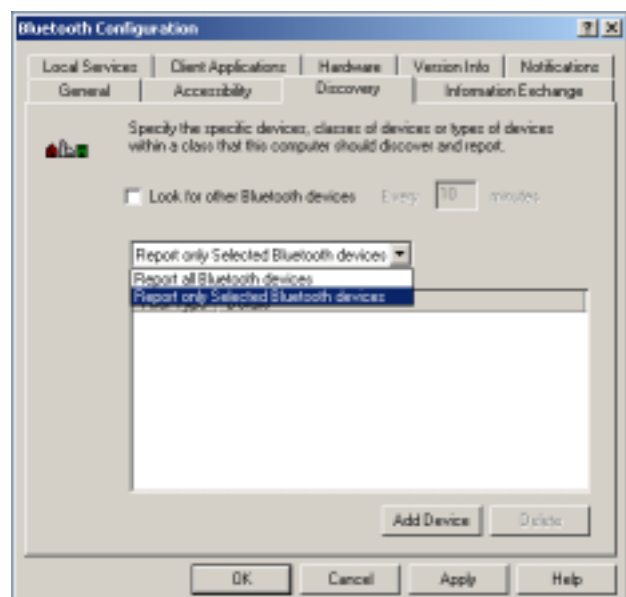 Bluetooth Configuration
Local Services Client Applications Hardware Version Info Notifications
General Accessibility Discovery Information Exchange
Specify the specific devices, classes of devices or types of devices
within a class that this computer should discover and report.
Look for other Bluetooth devices Every 10 minutes
Report only Selected Bluetooth devices
Report all Bluetooth devices
Report only Selected Bluetooth devices
Add Device Delete
OK Cancel Apply Help